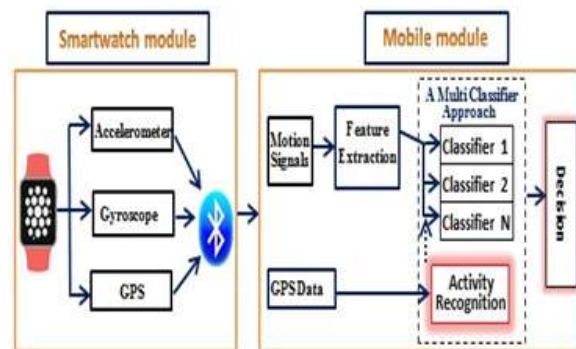 Smartwatch module
Accelerometer
Gyroscope
GPS
Mobile module
Motion
Signals
Feature
Extraction
A Multi Classifier
Approach
Classifier 1
Classifier 2
Classifier N
GPS Data
Activity
Recognition
Decision